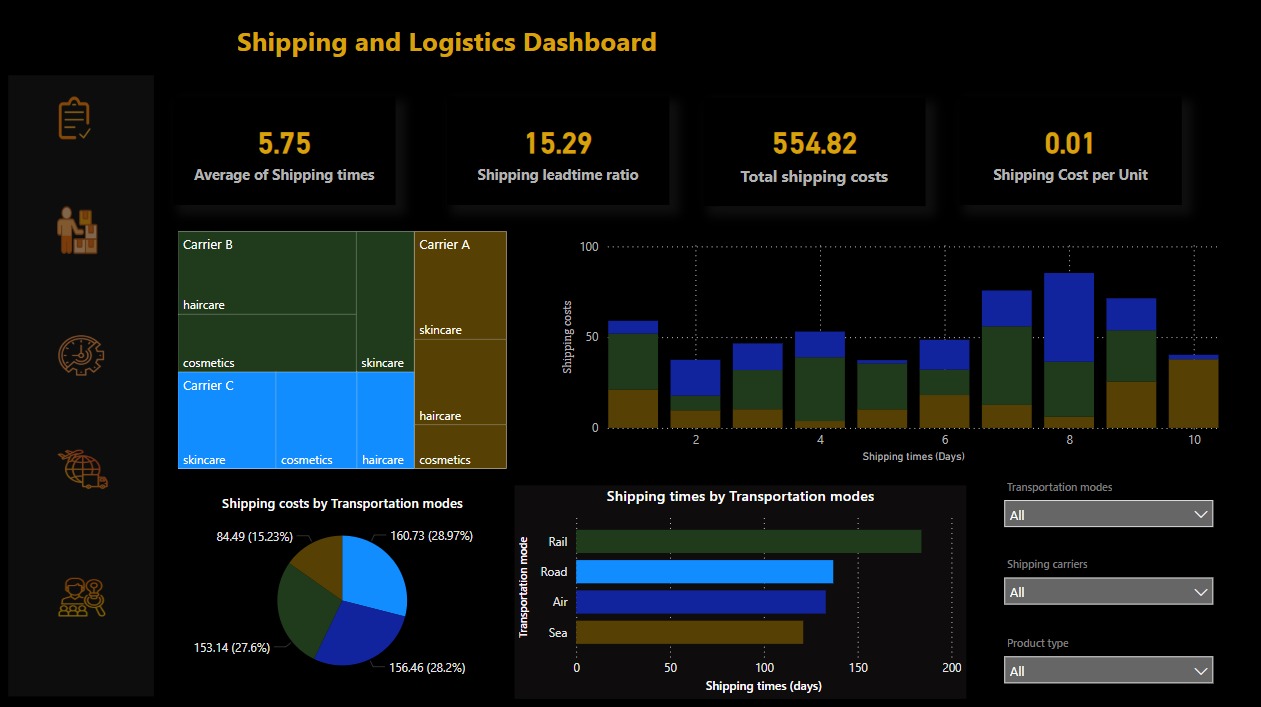 Shipping and Logistics Dashboard
5.75
Average of Shipping times
15.29
Shipping leadtime ratio
554.82
Total shipping costs
0.01
Shipping Cost per Unit
Carrier B
haircare
cosmetics
skincare
Carrier A
skincare
haircare
cosmetics
Carrier C
skincare
cosmetics
haircare
Shipping costs
100
50
0
2 4 6 8 10
Shipping times (Days)
Shipping costs by Transportation modes
84.49 (15.23%)
160.73 (28.97%)
153.14 (27.6%)
156.46 (28.2%)
Shipping times by Transportation modes
Transportation mode
Rail
Road
Air
Sea
0 50 100 150 200
Shipping times (days)
Transportation modes
All
Shipping carriers
All
Product type
All